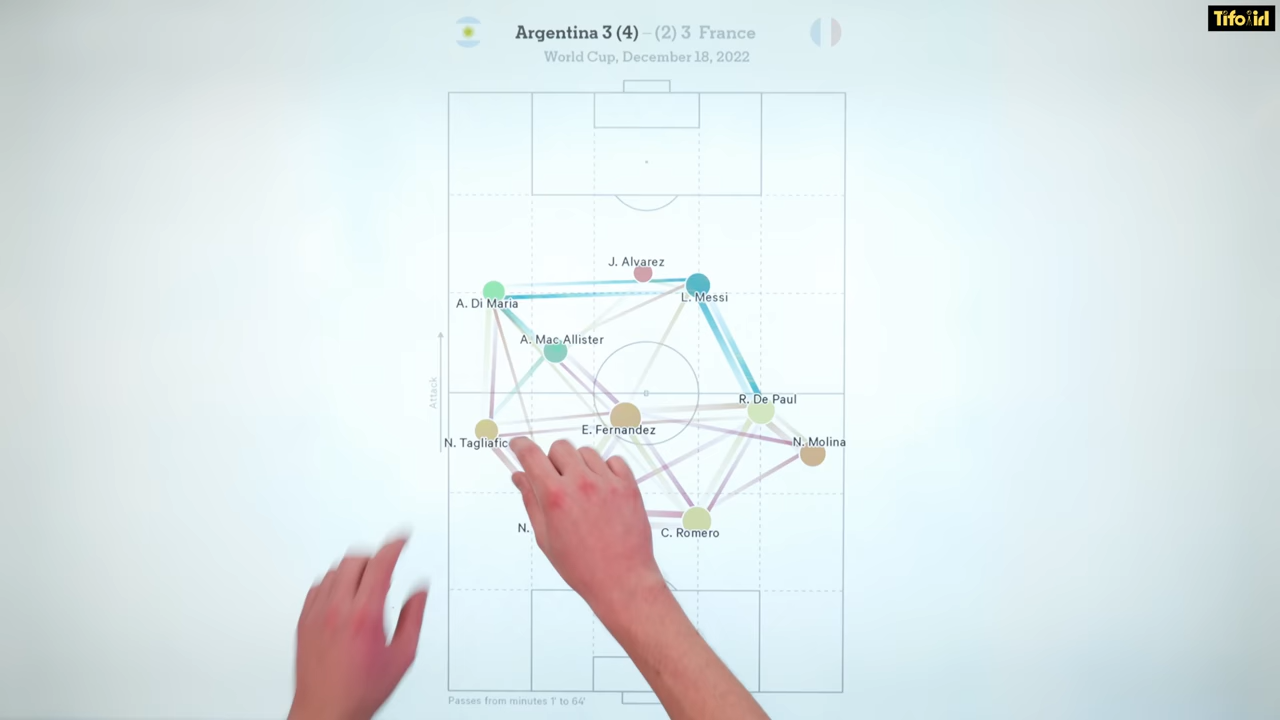 Tifo irl
Argentina 3 (4) – (2) 3 France
World Cup, December 18, 2022
J. Alvarez
A. Di Maria
L. Messi
A. Mac Allister
Attack
R. De Paul
E. Fernandez
N. Tagliafic
N. Molina
N.
C. Romero
Passes from minutes 1' to 64'